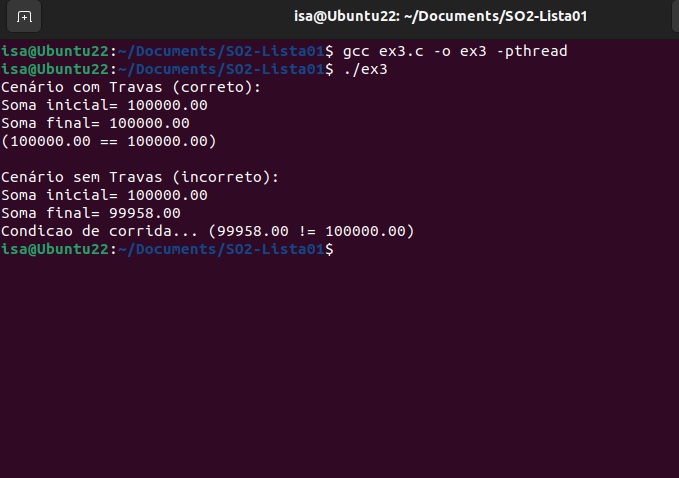 isa@Ubuntu22: ~/Documents/SO2-Lista01
isa@Ubuntu22:~/Documents/SO2-Lista01$ gcc ex3.c -o ex3 -pthread
isa@Ubuntu22:~/Documents/SO2-Lista01$ ./ex3
Cenário com Travas (correto):
Soma inicial= 100000.00
Soma final= 100000.00
(100000.00 == 100000.00)
Cenário sem Travas (incorreto):
Soma inicial= 100000.00
Soma final= 99958.00
Condicao de corrida... (99958.00 != 100000.00)
isa@Ubuntu22:~/Documents/SO2-Lista01$